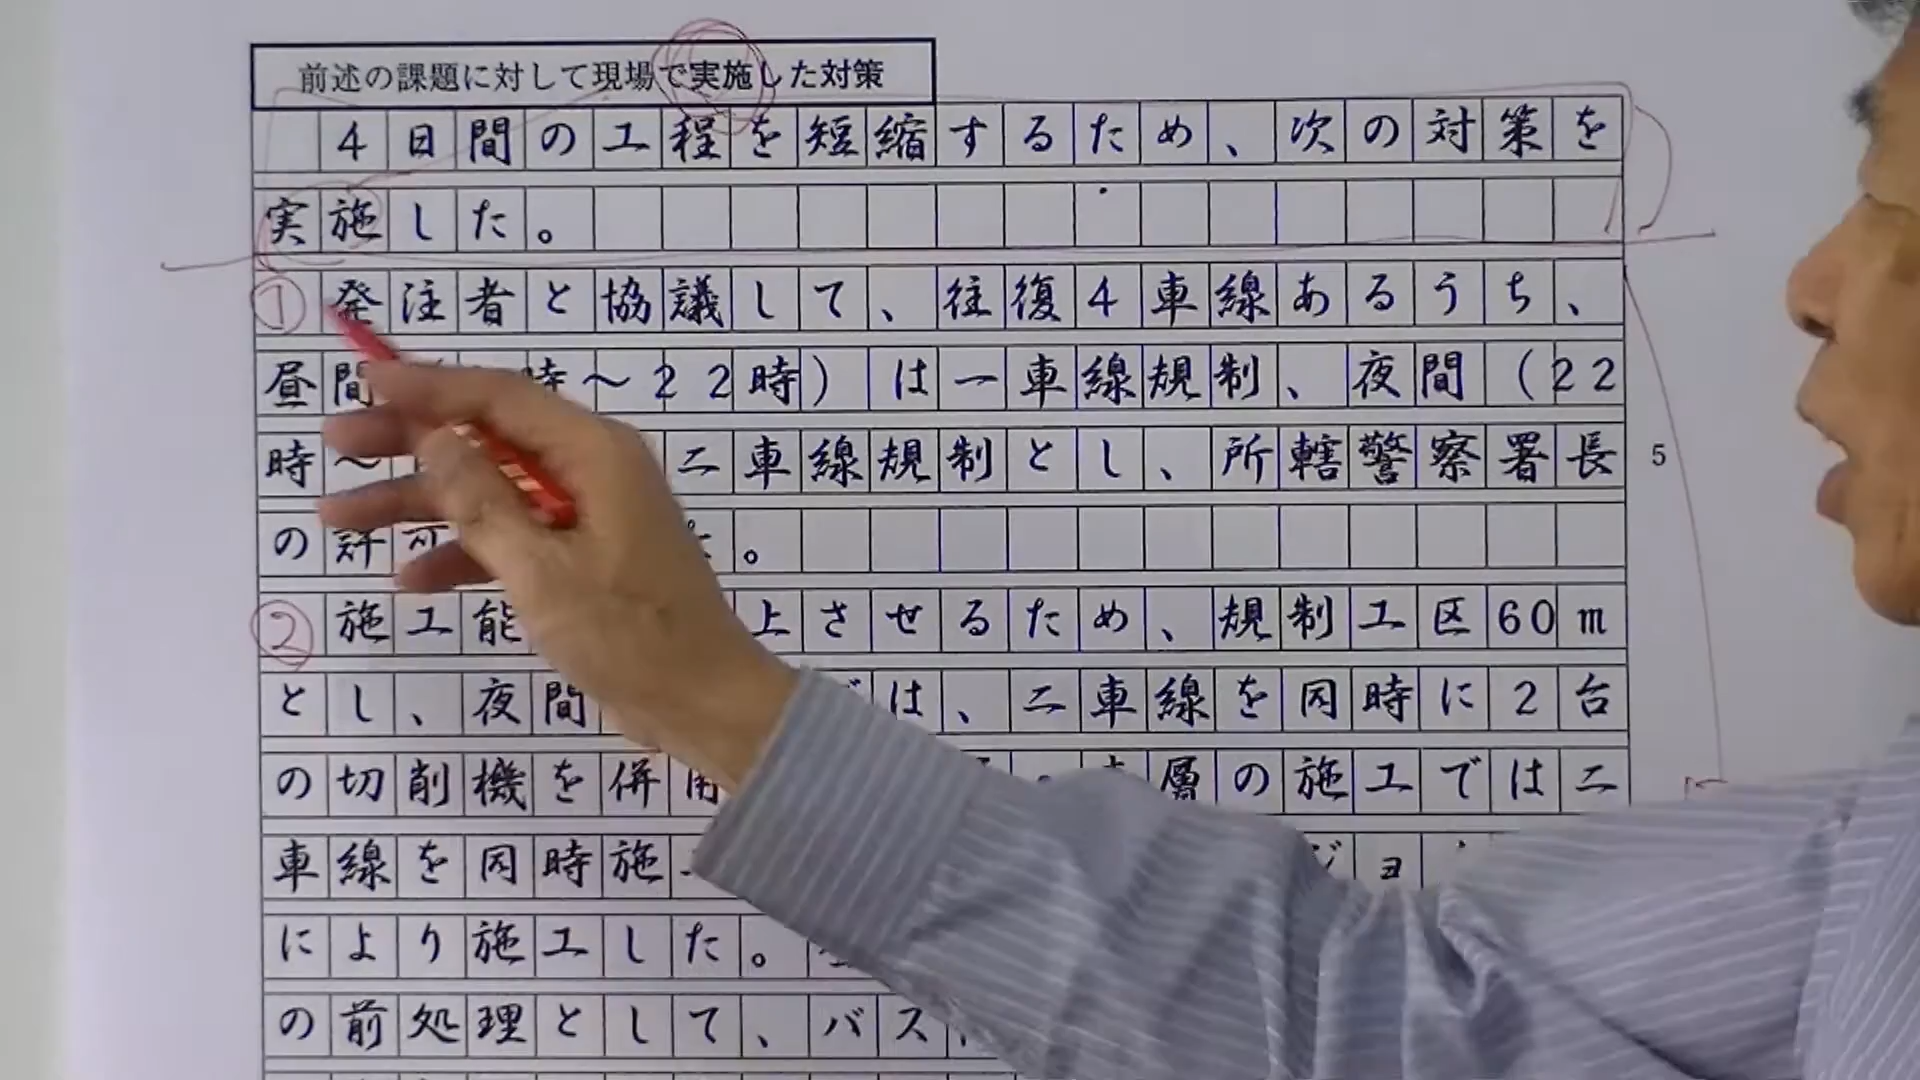 前述の課題に対して現場で実施した対策
4日間の工程を短縮するため、次の対策を
実施した。
① 発注者と協議して、往復4車線あるうち、
昼間 時～22時）は一車線規制、夜間（22
時～ 二車線規制とし、所轄警察署長 5
の許可 た。
② 施工能 上させるため、規制工区60m
とし、夜間 は、二車線を同時に2台
の切削機を併用 層の施工では二
車線を同時施 ジョ
により施工した。
の前処理として、バス